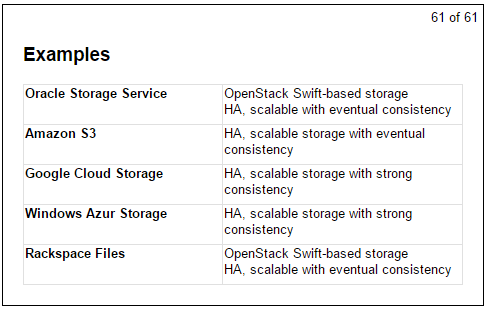 61 of 61
Examples
Oracle Storage Service
OpenStack Swift-based storage
HA, scalable with eventual consistency
Amazon S3
HA, scalable storage with eventual
consistency
Google Cloud Storage
HA, scalable storage with strong
consistency
Windows Azur Storage
HA, scalable storage with strong
consistency
Rackspace Files
OpenStack Swift-based storage
HA, scalable with eventual consistency